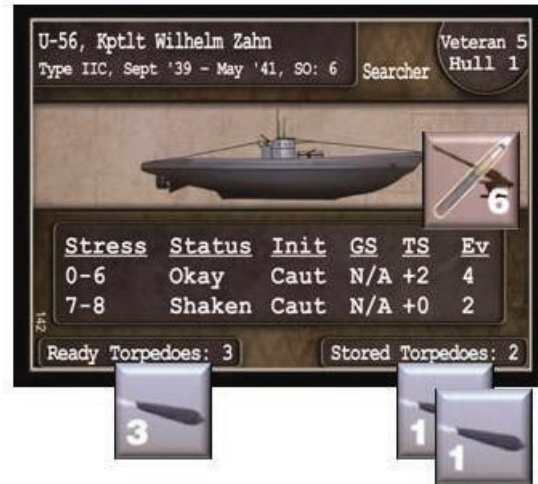 U-56, Kptlt Wilhelm Zahn
Type IIC, Sept '39 - May '41, SO: 6
Searcher
Veteran 5
Hull 1
6
Stress Status Init GS TS Ev
0-6 Okay Caut N/A +2 4
7-8 Shaken Caut N/A +0 2
142
Ready Torpedoes: 3
Stored Torpedoes: 2
3
1
1